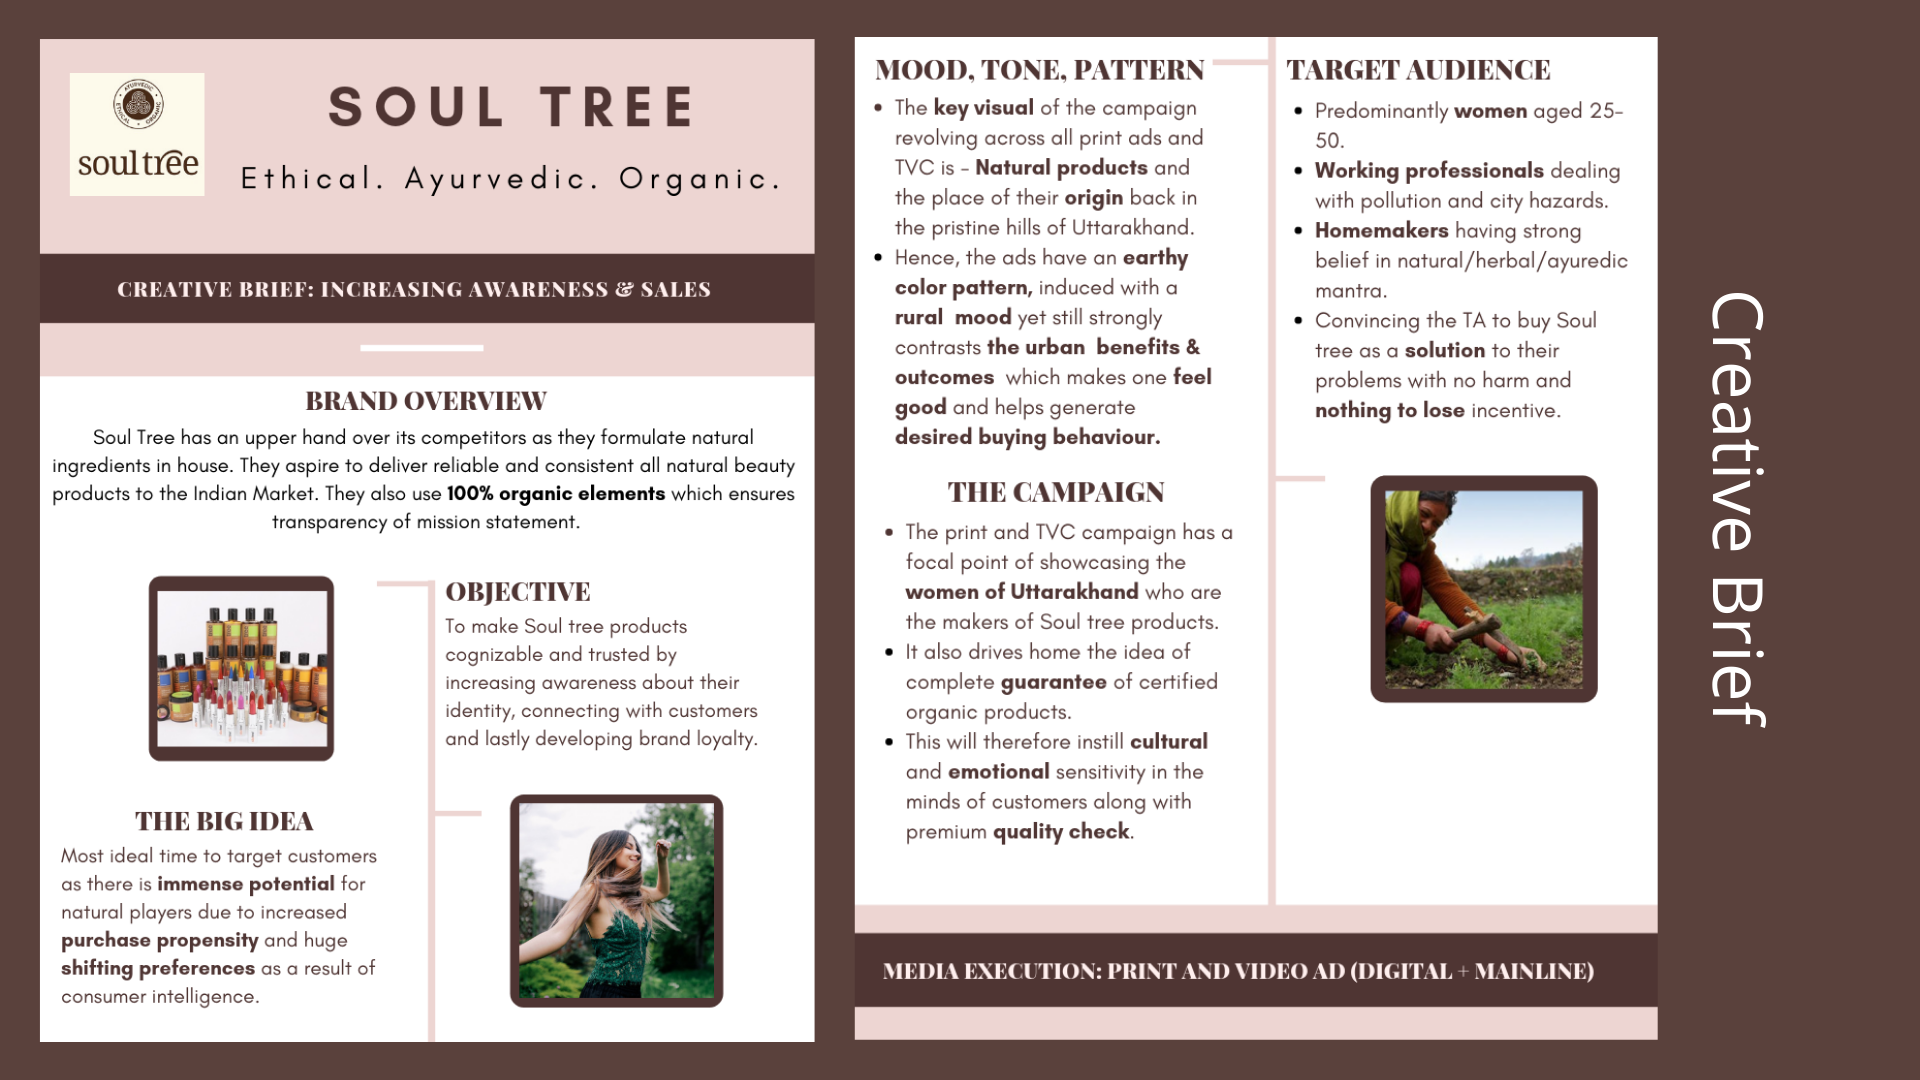 AYURVEDIC
ETHICAL • ORGANIC
soultree
SOUL TREE
Ethical. Ayurvedic. Organic.
CREATIVE BRIEF: INCREASING AWARENESS & SALES
BRAND OVERVIEW
Soul Tree has an upper hand over its competitors as they formulate natural
ingredients in house. They aspire to deliver reliable and consistent all natural beauty
products to the Indian Market. They also use 100% organic elements which ensures
transparency of mission statement.
OBJECTIVE
To make Soul tree products
cognizable and trusted by
increasing awareness about their
identity, connecting with customers
and lastly developing brand loyalty.
THE BIG IDEA
Most ideal time to target customers
as there is immense potential for
natural players due to increased
purchase propensity and huge
shifting preferences as a result of
consumer intelligence.
MOOD, TONE, PATTERN
• The key visual of the campaign
revolving across all print ads and
TVC is – Natural products and
the place of their origin back in
the pristine hills of Uttarakhand.
• Hence, the ads have an earthy
color pattern, induced with a
rural mood yet still strongly
contrasts the urban benefits &
outcomes which makes one feel
good and helps generate
desired buying behaviour.
THE CAMPAIGN
• The print and TVC campaign has a
focal point of showcasing the
women of Uttarakhand who are
the makers of Soul tree products.
• It also drives home the idea of
complete guarantee of certified
organic products.
• This will therefore instill cultural
and emotional sensitivity in the
minds of customers along with
premium quality check.
TARGET AUDIENCE
• Predominantly women aged 25-
50.
• Working professionals dealing
with pollution and city hazards.
• Homemakers having strong
belief in natural/herbal/ayuredic
mantra.
• Convincing the TA to buy Soul
tree as a solution to their
problems with no harm and
nothing to lose incentive.
MEDIA EXECUTION: PRINT AND VIDEO AD (DIGITAL + MAINLINE)
Creative Brief